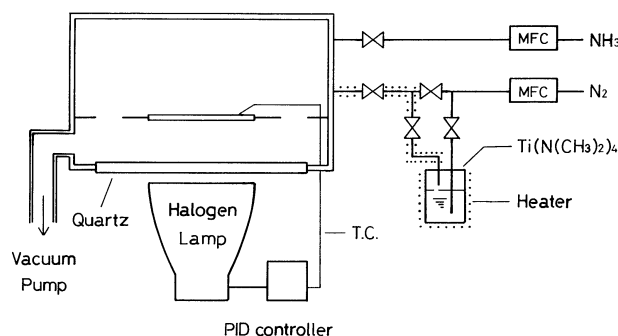 MFC
NH3
MFC
N2
Ti(N(CH3)2)4
Heater
Quartz
Halogen
Lamp
T.C.
Vacuum
Pump
PID controller